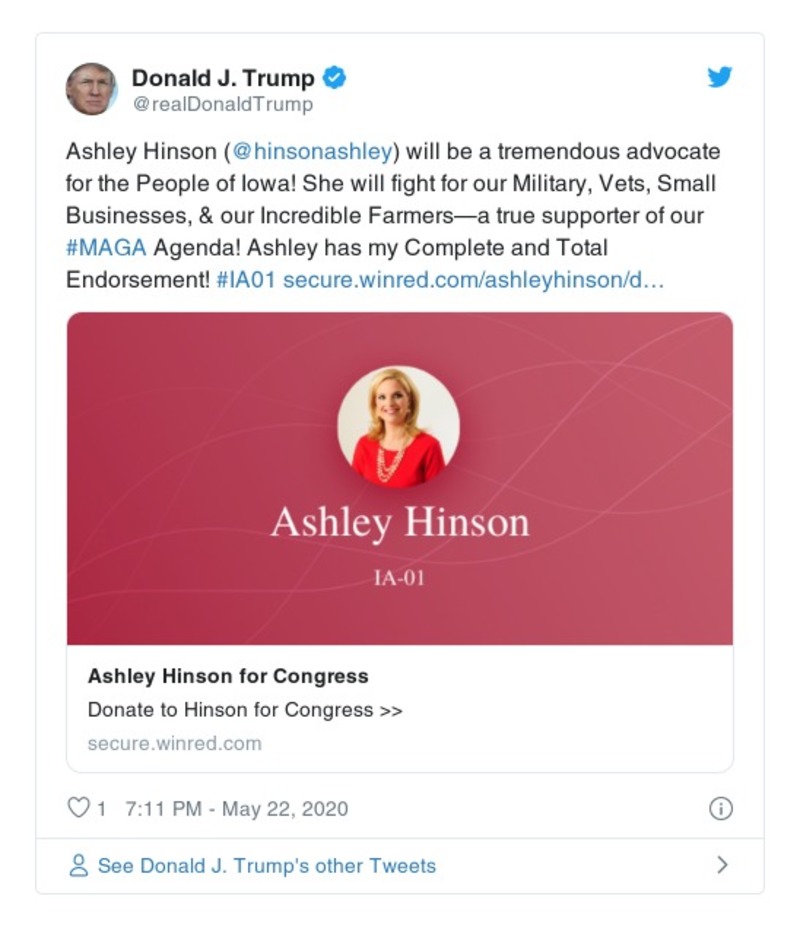 Donald J. Trump
@realDonaldTrump
Ashley Hinson (@hinsonashley) will be a tremendous advocate
for the People of Iowa! She will fight for our Military, Vets, Small
Businesses, & our Incredible Farmers—a true supporter of our
#MAGA Agenda! Ashley has my Complete and Total
Endorsement! #IA01 secure.winred.com/ashleyhinson/d…
Ashley Hinson
IA-01
Ashley Hinson for Congress
Donate to Hinson for Congress >>
secure.winred.com
1 7:11 PM - May 22, 2020
See Donald J. Trump's other Tweets